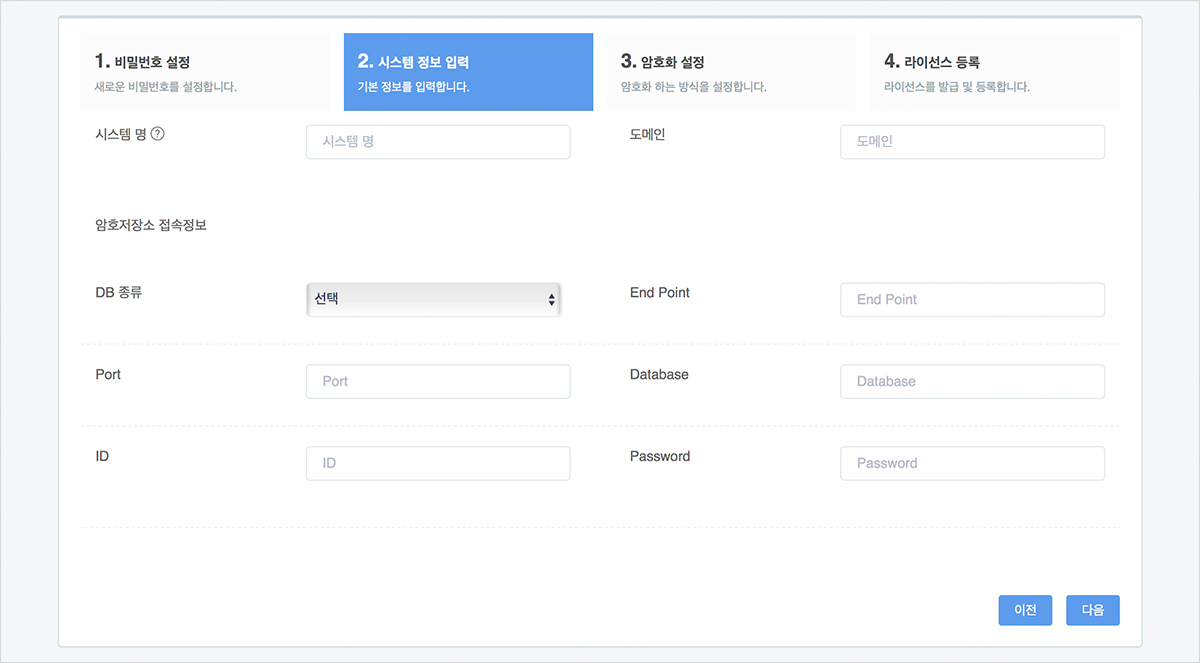 1. 비밀번호 설정
새로운 비밀번호를 설정합니다.
2. 시스템 정보 입력
기본 정보를 입력합니다.
3. 암호화 설정
암호화 하는 방식을 설정합니다.
4. 라이선스 등록
라이선스를 발급 및 등록합니다.
시스템 명 ? 시스템 명 도메인 도메인
암호저장소 접속정보
DB 종류 선택 End Point End Point
Port Port Database Database
ID ID Password Password
이전 다음